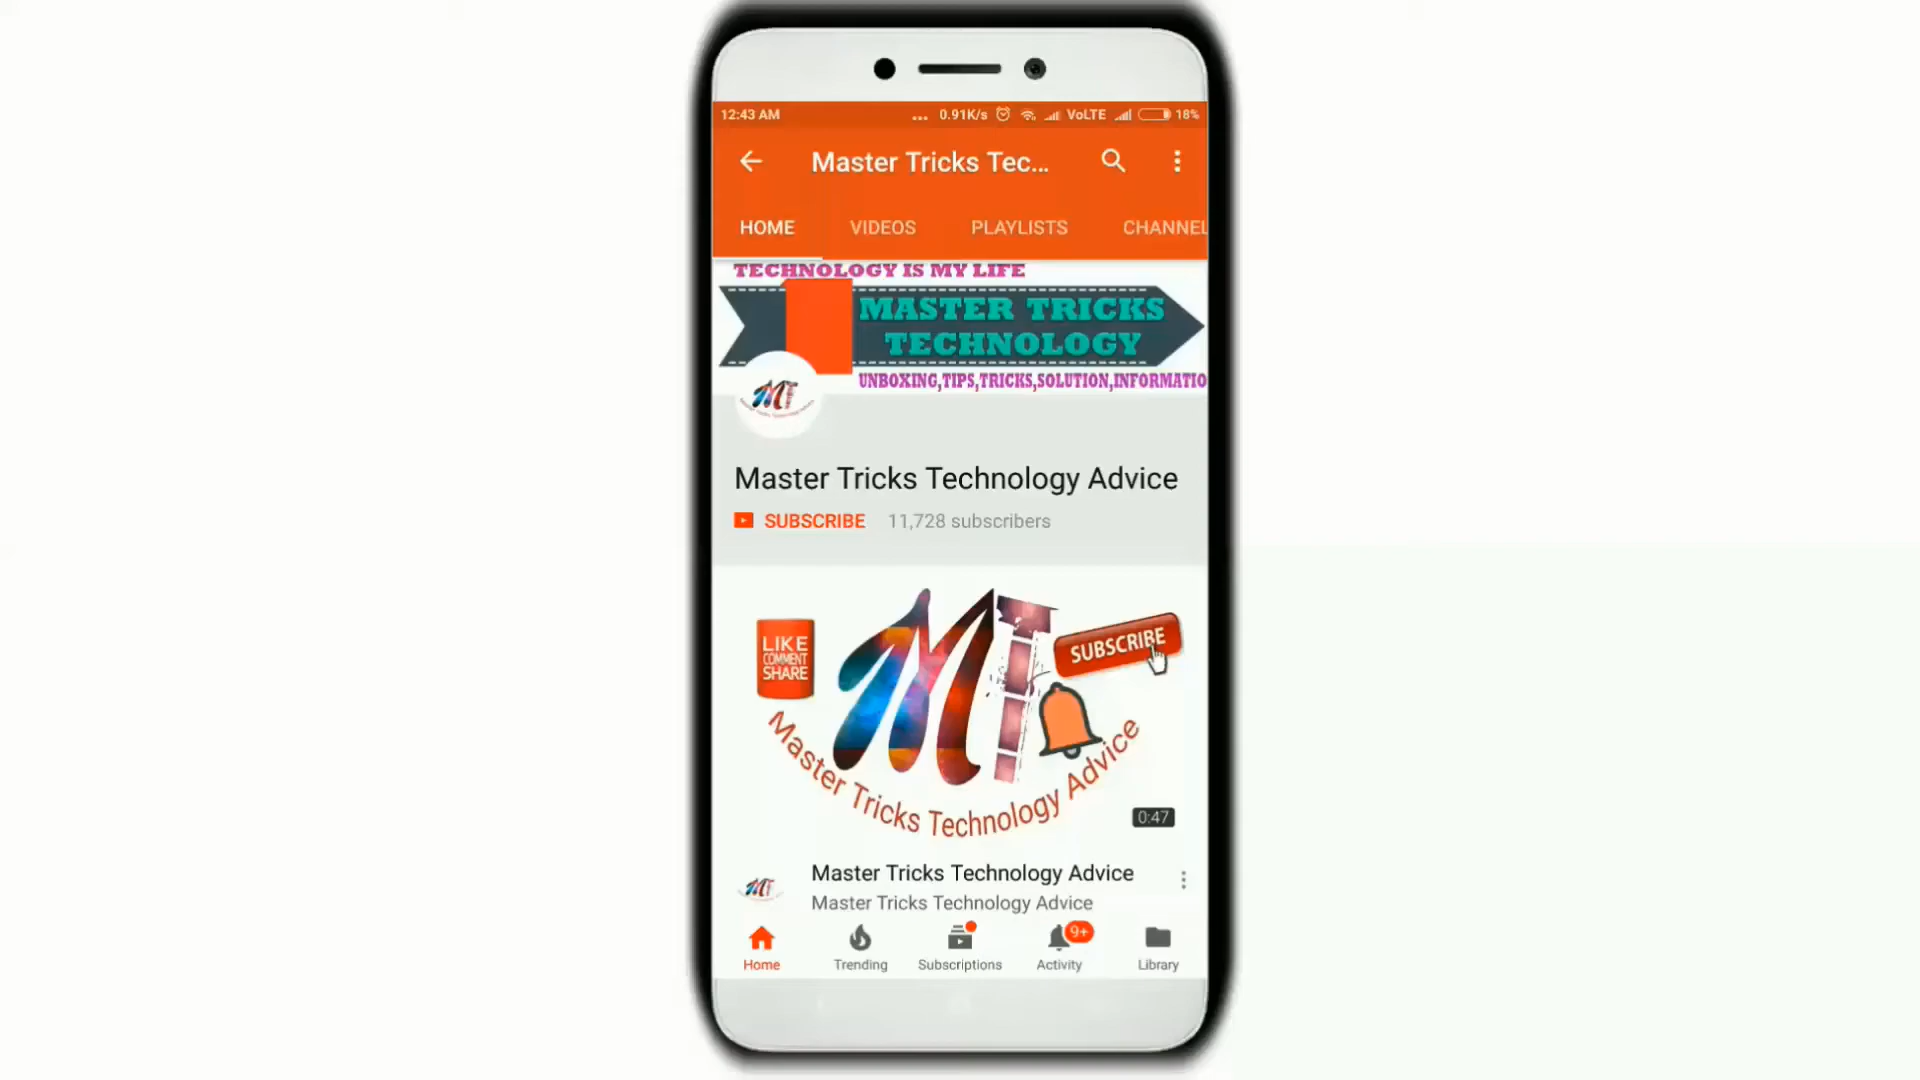 12:43 AM
... 0.91K/s VoLTE 18%
Master Tricks Tec...
HOME VIDEOS PLAYLISTS CHANNEL
TECHNOLOGY IS MY LIFE
MASTER TRICKS
TECHNOLOGY
UNBOXING,TIPS,TRICKS,SOLUTION,INFORMATIO
MT
Master Tricks Technology Advice
SUBSCRIBE 11,728 subscribers
LIKE
COMMENT
SHARE
MT
SUBSCRIBE
Master Tricks Technology Advice
0:47
MT
Master Tricks Technology Advice
Master Tricks Technology Advice
9+
Home Trending Subscriptions Activity Library